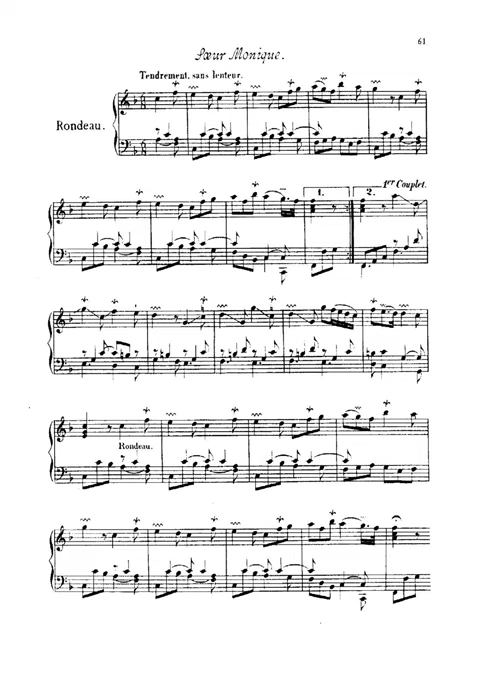 61
Sœur Monique.
Tendrement, sans lenteur.
Rondeau.
1. 2. 1er Couplet.
Rondeau.